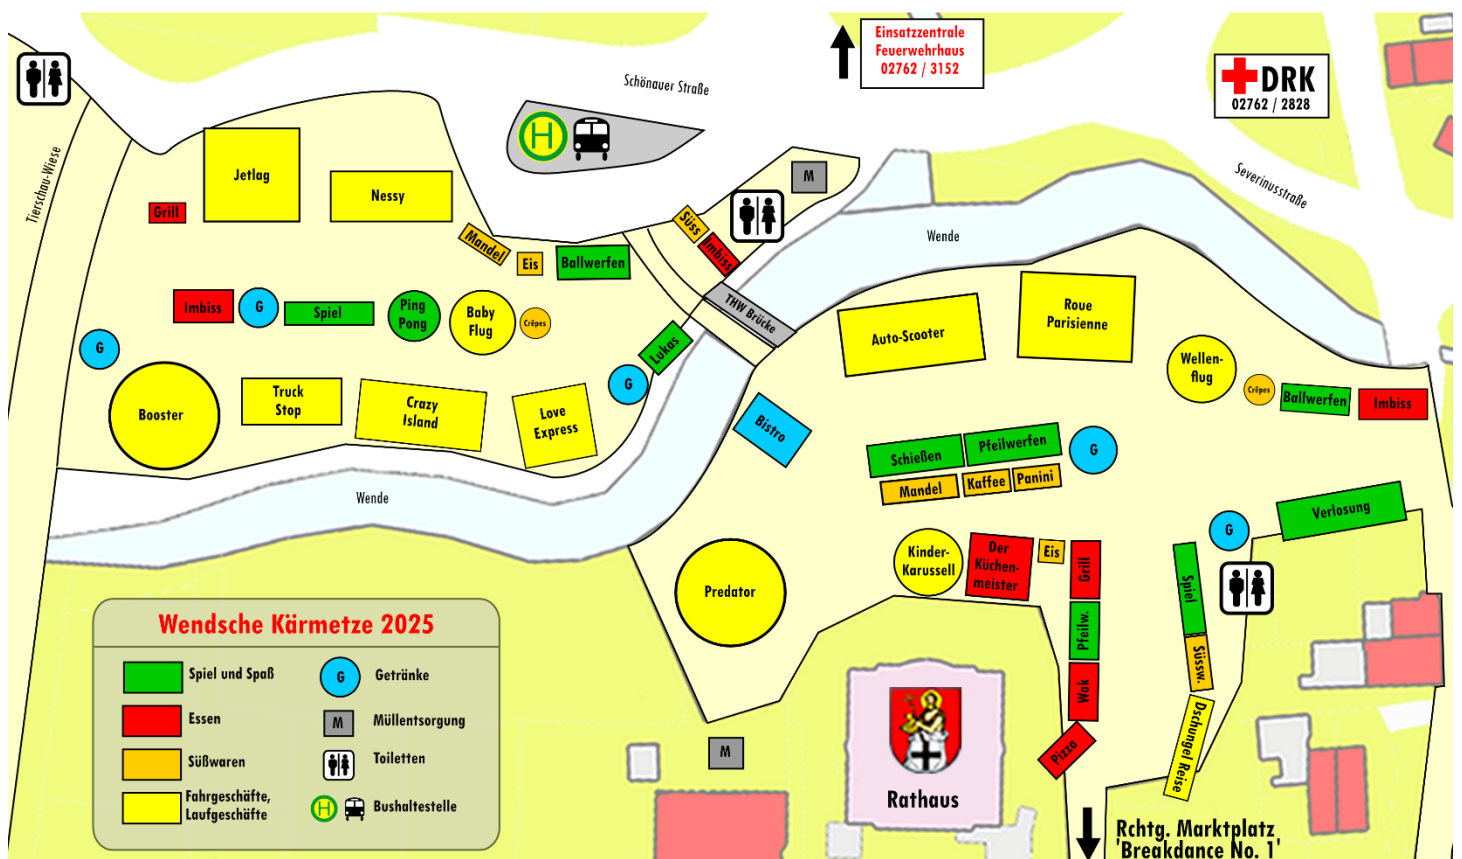 Einsatzzentrale
Feuerwehrhaus
02762 / 3152
DRK
02762 / 2828
Schönauer Straße
Tierschau-Wiese
Severinusstraße
H
M
Jetlag
Nessy
Grill
Süss
Imbiss
Wende
Mandel
Eis
Ballwerfen
THW Brücke
Imbiss
G
Spiel
Ping
Pong
Baby
Flug
Crêpes
Lukas
G
G
Booster
Truck
Stop
Crazy
Island
Love
Express
Auto-Scooter
Roue
Parisienne
Wellen-
flug
Crêpes
Ballwerfen
Imbiss
Bistro
Schießen
Pfeilwerfen
G
Mandel
Kaffee
Panini
Wende
Verlosung
G
Predator
Kinder-
Karussell
Der
Küchen-
meister
Eis
Grill
Pfeilw.
Wok
Pizza
Spiel
Süssw.
Dschungel Reise
M
Rathaus
Rchtg. Marktplatz
'Breakdance No. 1'
Wendsche Kärmetze 2025
Spiel und Spaß
G
Getränke
Essen
M
Müllentsorgung
Süßwaren
Toiletten
Fahrgeschäfte,
Laufgeschäfte
H
Bushaltestelle